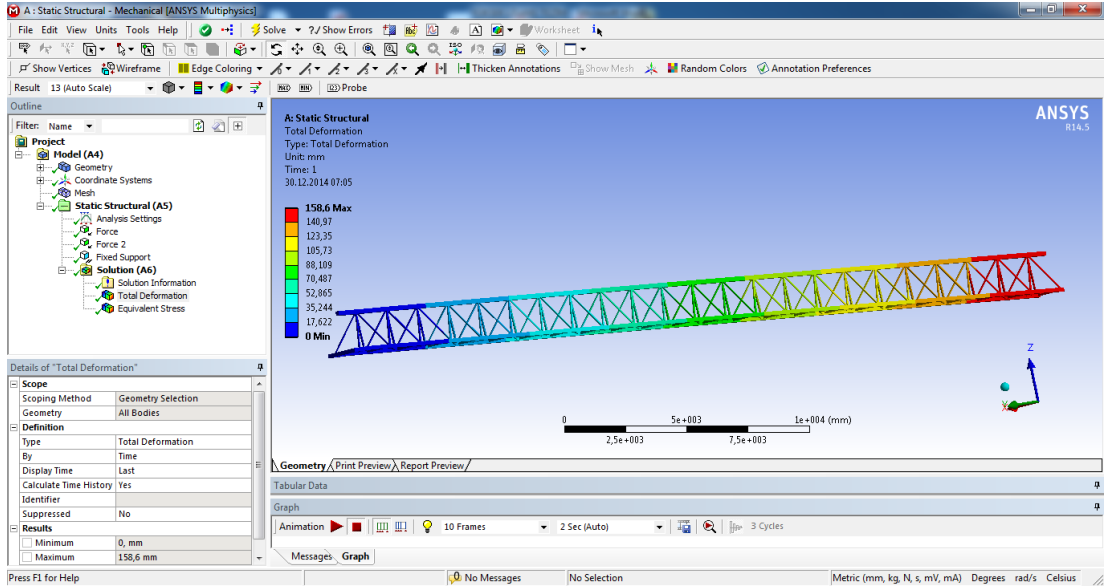 A : Static Structural - Mechanical [ANSYS Multiphysics]
File Edit View Units Tools Help Solve ?/ Show Errors Worksheet
Show Vertices Wireframe Edge Coloring Thicken Annotations Show Mesh Random Colors Annotation Preferences
Result 13 (Auto Scale) MAX MIN Probe
Outline
Filter: Name
Project
Model (A4)
Geometry
Coordinate Systems
Mesh
Static Structural (A5)
Analysis Settings
Force
Force 2
Fixed Support
Solution (A6)
Solution Information
Total Deformation
Equivalent Stress
Details of "Total Deformation"
Scope
Scoping Method Geometry Selection
Geometry All Bodies
Definition
Type Total Deformation
By Time
Display Time Last
Calculate Time History Yes
Identifier
Suppressed No
Results
Minimum 0, mm
Maximum 158,6 mm
A: Static Structural
Total Deformation
Type: Total Deformation
Unit: mm
Time: 1
30.12.2014 07:05
158,6 Max
140,97
123,35
105,73
88,109
70,487
52,865
35,244
17,622
0 Min
ANSYS
R14.5
Z
X
0 5e+003 1e+004 (mm)
2,5e+003 7,5e+003
Geometry Print Preview Report Preview
Tabular Data
Graph
Animation 10 Frames 2 Sec (Auto) 3 Cycles
Messages Graph
Press F1 for Help No Messages No Selection Metric (mm, kg, N, s, mV, mA) Degrees rad/s Celsius